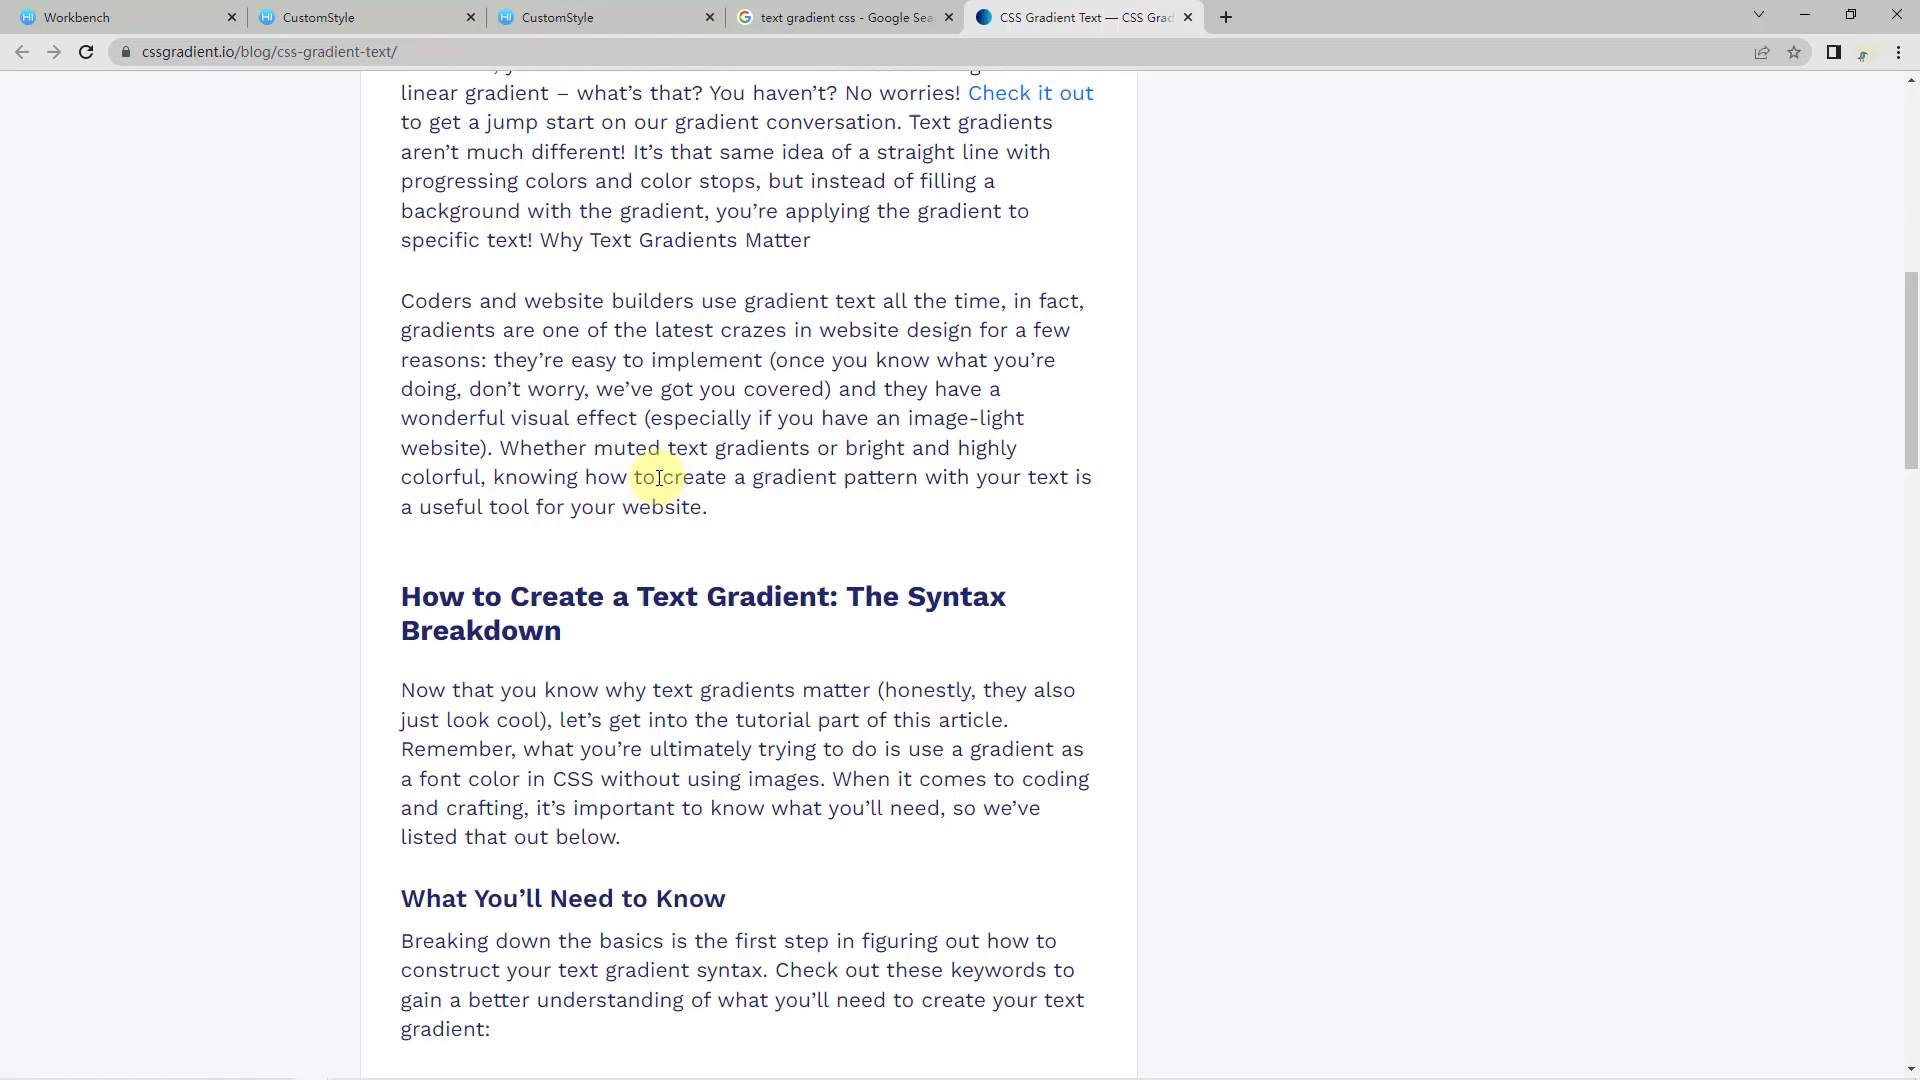 Workbench
CustomStyle
CustomStyle
text gradient css - Google Sea
CSS Gradient Text — CSS Grad
cssgradient.io/blog/css-gradient-text/
linear gradient – what’s that? You haven’t? No worries! Check it out
to get a jump start on our gradient conversation. Text gradients
aren’t much different! It’s that same idea of a straight line with
progressing colors and color stops, but instead of filling a
background with the gradient, you’re applying the gradient to
specific text! Why Text Gradients Matter
Coders and website builders use gradient text all the time, in fact,
gradients are one of the latest crazes in website design for a few
reasons: they’re easy to implement (once you know what you’re
doing, don’t worry, we’ve got you covered) and they have a
wonderful visual effect (especially if you have an image-light
website). Whether muted text gradients or bright and highly
colorful, knowing how to create a gradient pattern with your text is
a useful tool for your website.
How to Create a Text Gradient: The Syntax
Breakdown
Now that you know why text gradients matter (honestly, they also
just look cool), let’s get into the tutorial part of this article.
Remember, what you’re ultimately trying to do is use a gradient as
a font color in CSS without using images. When it comes to coding
and crafting, it’s important to know what you’ll need, so we’ve
listed that out below.
What You’ll Need to Know
Breaking down the basics is the first step in figuring out how to
construct your text gradient syntax. Check out these keywords to
gain a better understanding of what you’ll need to create your text
gradient: